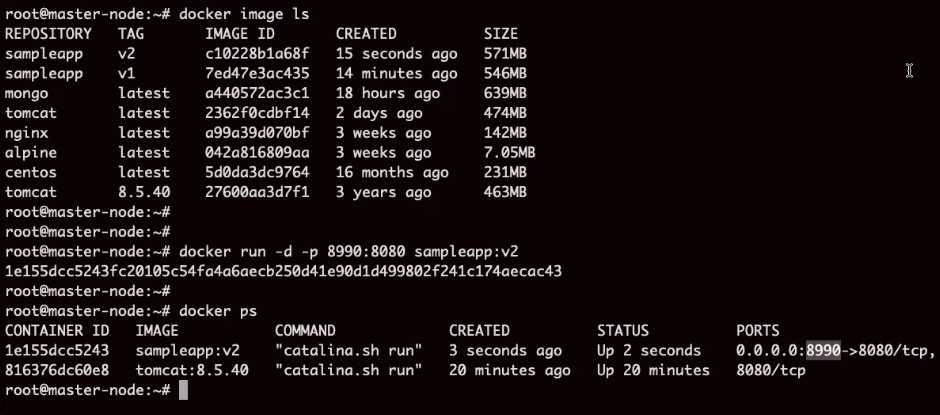 root@master-node:~# docker image ls
REPOSITORY TAG IMAGE ID CREATED SIZE
sampleapp v2 c10228b1a68f 15 seconds ago 571MB
sampleapp v1 7ed47e3ac435 14 minutes ago 546MB
mongo latest a440572ac3c1 18 hours ago 639MB
tomcat latest 2362f0cdbf14 2 days ago 474MB
nginx latest a99a39d070bf 3 weeks ago 142MB
alpine latest 042a816809aa 3 weeks ago 7.05MB
centos latest 5d0da3dc9764 16 months ago 231MB
tomcat 8.5.40 27600aa3d7f1 3 years ago 463MB
root@master-node:~#
root@master-node:~#
root@master-node:~# docker run -d -p 8990:8080 sampleapp:v2
1e155dcc5243fc20105c54fa4a6aecb250d41e90d1d499802f241c174aecac43
root@master-node:~#
root@master-node:~# docker ps
CONTAINER ID IMAGE COMMAND CREATED STATUS PORTS
1e155dcc5243 sampleapp:v2 "catalina.sh run" 3 seconds ago Up 2 seconds 0.0.0.0:8990->8080/tcp,
816376dc60e8 tomcat:8.5.40 "catalina.sh run" 20 minutes ago Up 20 minutes 8080/tcp
root@master-node:~#